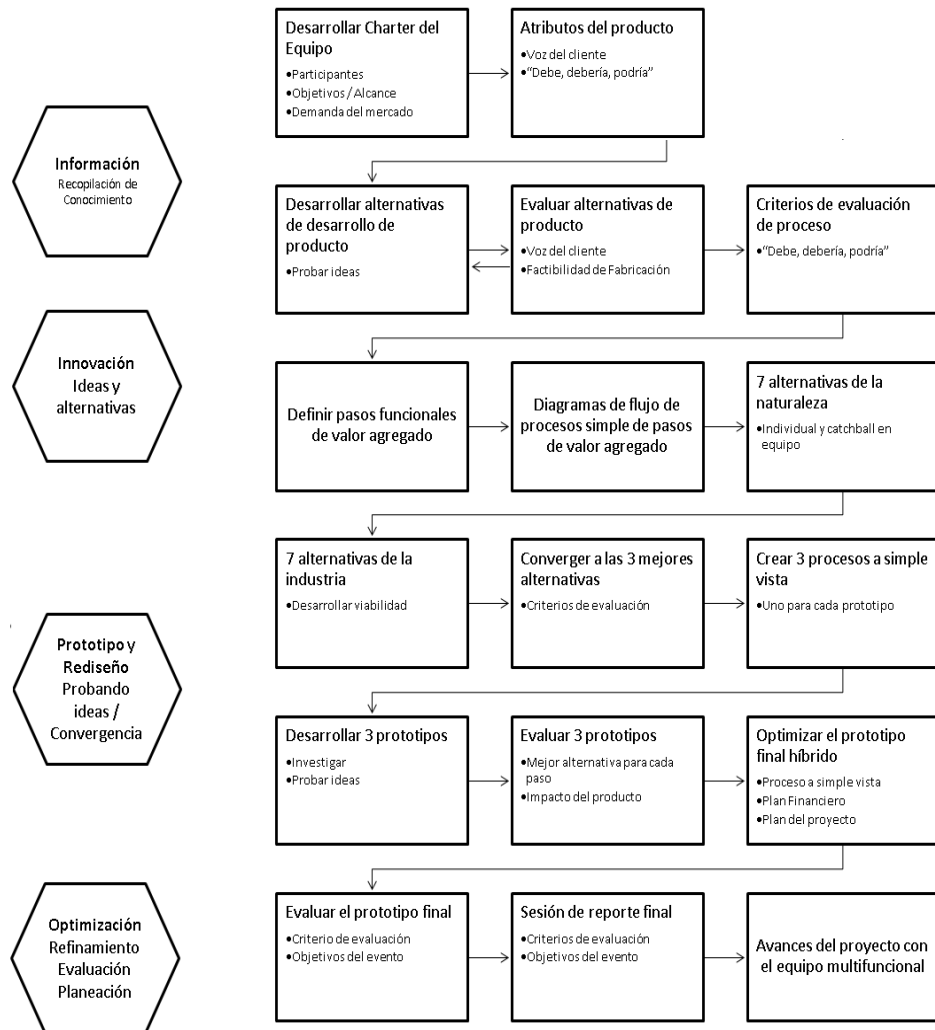 Desarrollar Charter del
Equipo
•Participantes
•Objetivos / Alcance
•Demanda del mercado
Atributos del producto
•Voz del cliente
•"Debe, debería, podría"
Información
Recopilación de
Conocimiento
Desarrollar alternativas
de desarrollo de
producto
•Probar ideas
Evaluar alternativas de
producto
•Voz del cliente
•Factibilidad de Fabricación
Criterios de evaluación
de proceso
•"Debe, debería, podría"
Innovación
Ideas y
alternativas
Definir pasos funcionales
de valor agregado
Diagramas de flujo de
procesos simple de pasos
de valor agregado
7 alternativas de la
naturaleza
•Individual y catchball en
equipo
7 alternativas de la
industria
•Desarrollar viabilidad
Converger a las 3 mejores
alternativas
•Criterios de evaluación
Crear 3 procesos a simple
vista
•Uno para cada prototipo
Prototipo y
Rediseño
Probando
ideas /
Convergencia
Desarrollar 3 prototipos
•Investigar
•Probar ideas
Evaluar 3 prototipos
•Mejor alternativa para cada
paso
•Impacto del producto
Optimizar el prototipo
final híbrido
•Proceso a simple vista
•Plan Financiero
•Plan del proyecto
Optimización
Refinamiento
Evaluación
Planeación
Evaluar el prototipo final
•Criterio de evaluación
•Objetivos del evento
Sesión de reporte final
•Criterios de evaluación
•Objetivos del evento
Avances del proyecto con
el equipo multifuncional